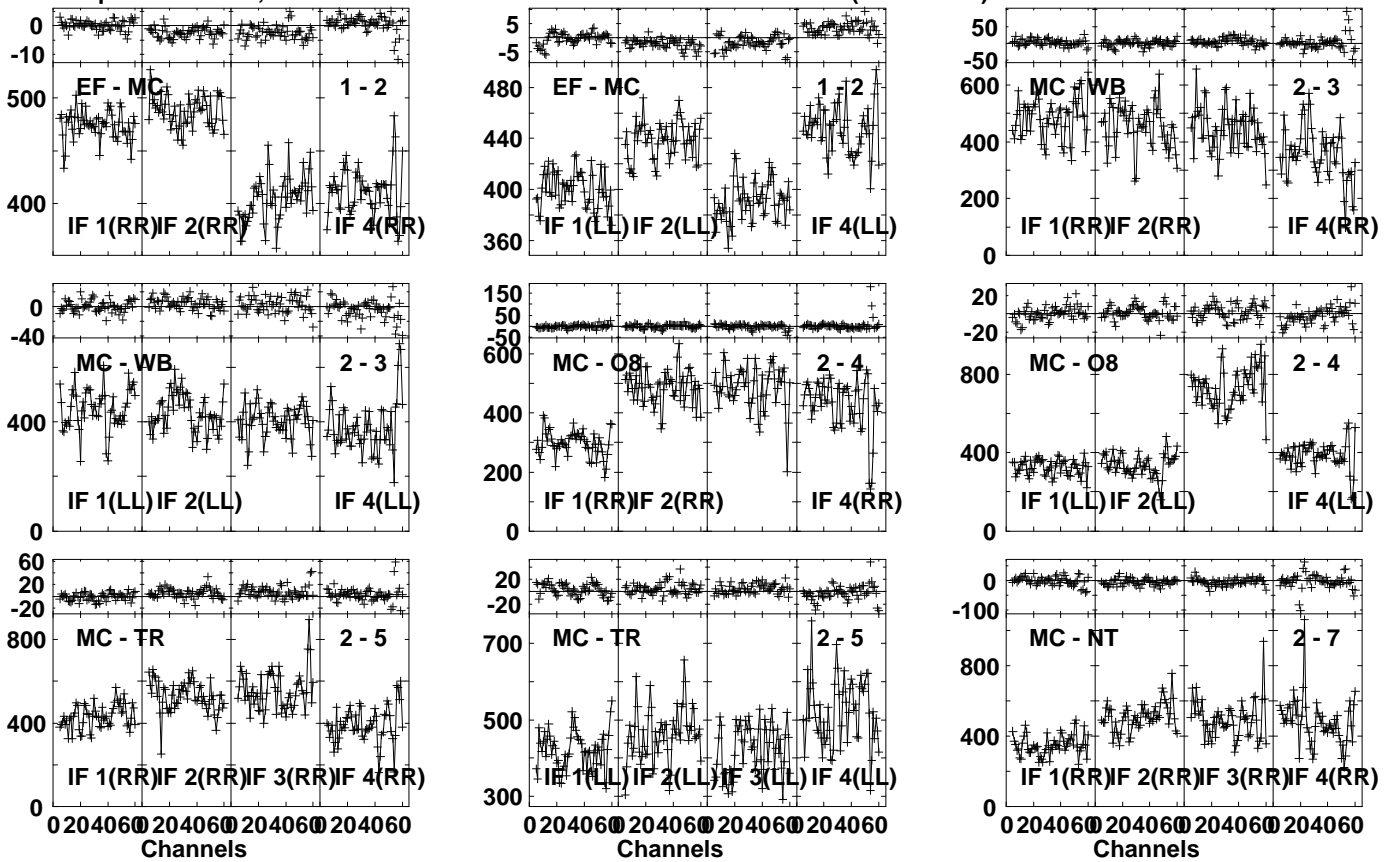 0
-10
EF - MC 1 - 2
500
400
IF 1(RR) IF 2(RR) IF 4(RR)
5
-5
480
EF - MC 1 - 2
440
400
360
IF 1(LL) IF 2(LL) IF 4(LL)
50
-50
600
MC - WB 2 - 3
400
200
0
IF 1(RR) IF 2(RR) IF 4(RR)
0
-40
MC - WB 2 - 3
400
0
IF 1(LL) IF 2(LL) IF 4(LL)
150
50
-50
600
MC - O8 2 - 4
400
200
0
IF 1(RR) IF 2(RR) IF 4(RR)
20
-20
MC - O8 2 - 4
800
400
0
IF 1(LL) IF 2(LL) IF 4(LL)
60
20
-20
800
MC - TR 2 - 5
400
0
IF 1(RR) IF 2(RR) IF 3(RR) IF 4(RR)
0 20 40 60 0 20 40 60 0 20 40 60 0 20 40 60
Channels
20
-20
700
MC - TR 2 - 5
500
300
IF 1(LL) IF 2(LL) IF 3(LL) IF 4(LL)
0 20 40 60 0 20 40 60 0 20 40 60 0 20 40 60
Channels
0
-100
MC - NT 2 - 7
800
400
0
IF 1(RR) IF 2(RR) IF 3(RR) IF 4(RR)
0 20 40 60 0 20 40 60 0 20 40 60 0 20 40 60
Channels